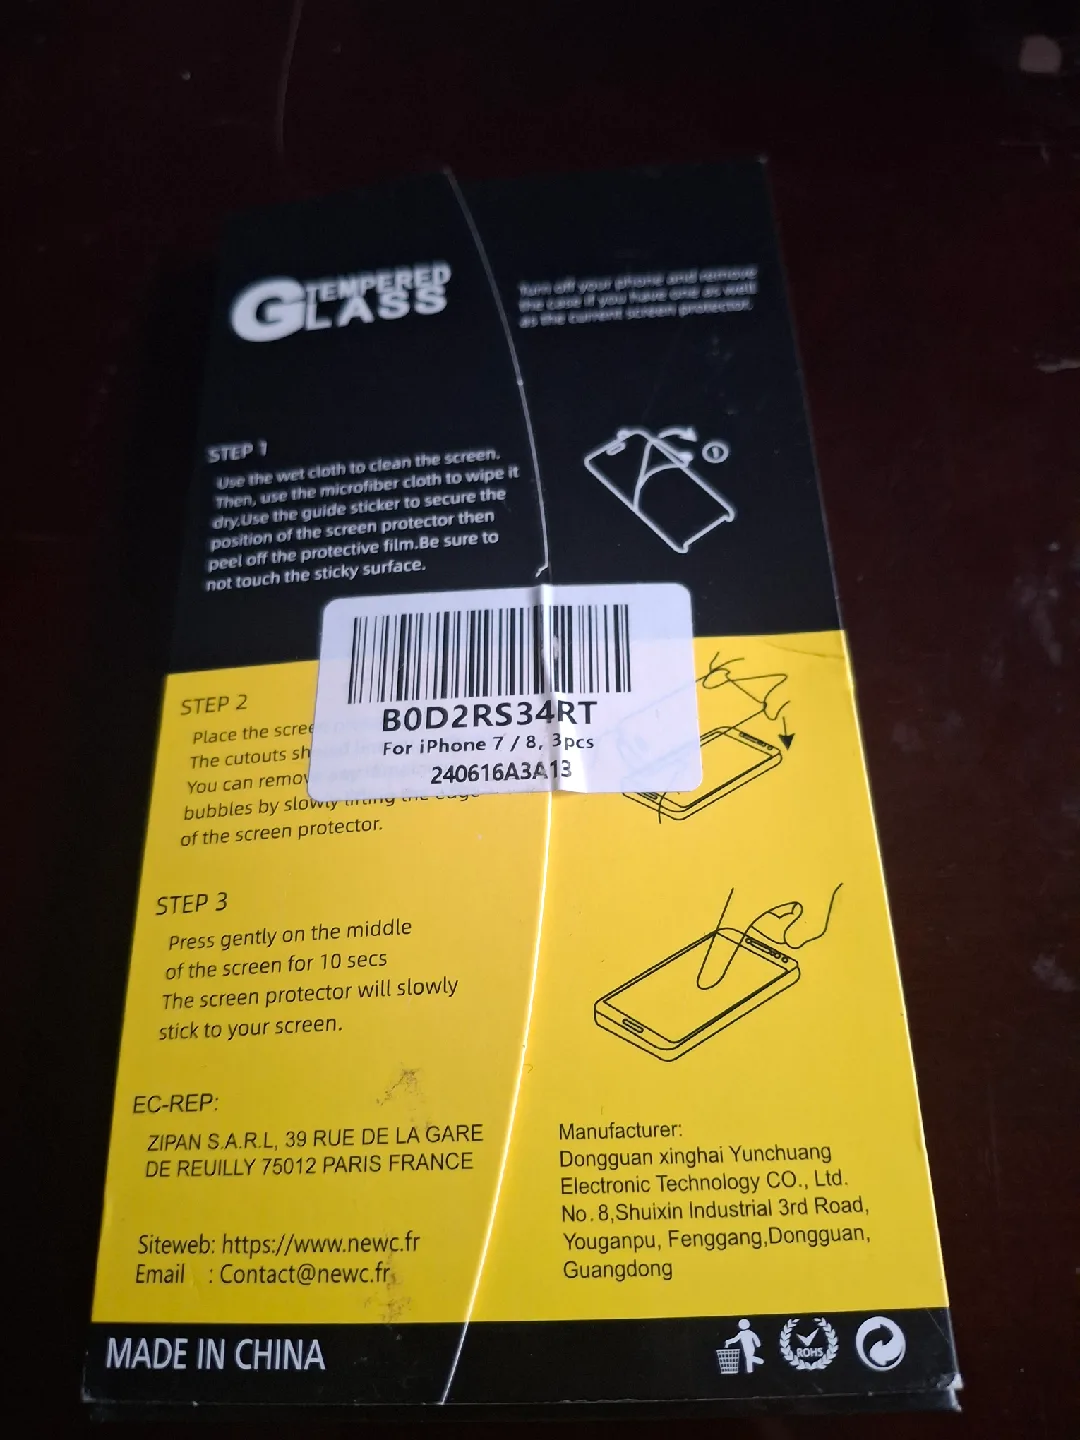 TEMPERED
GLASS
Turn off your phone and remove
the case if you have one as well
as the current screen protector.
STEP 1
Use the wet cloth to clean the screen.
Then, use the microfiber cloth to wipe it
dry.Use the guide sticker to secure the
position of the screen protector then
peel off the protective film.Be sure to
not touch the sticky surface.
1
B0D2RS34RT
For iPhone 7 / 8, 3pcs
240616A3A13
STEP 2
Place the scree
The cutouts sh
You can remov
bubbles by slowly lifting the edge
of the screen protector.
STEP 3
Press gently on the middle
of the screen for 10 secs
The screen protector will slowly
stick to your screen.
EC-REP:
ZIPAN S.A.R.L, 39 RUE DE LA GARE
DE REUILLY 75012 PARIS FRANCE
Siteweb: https://www.newc.fr
Email : Contact@newc.fr
Manufacturer:
Dongguan xinghai Yunchuang
Electronic Technology CO., Ltd.
No.8,Shuixin Industrial 3rd Road,
Youganpu, Fenggang,Dongguan,
Guangdong
MADE IN CHINA
ROHS